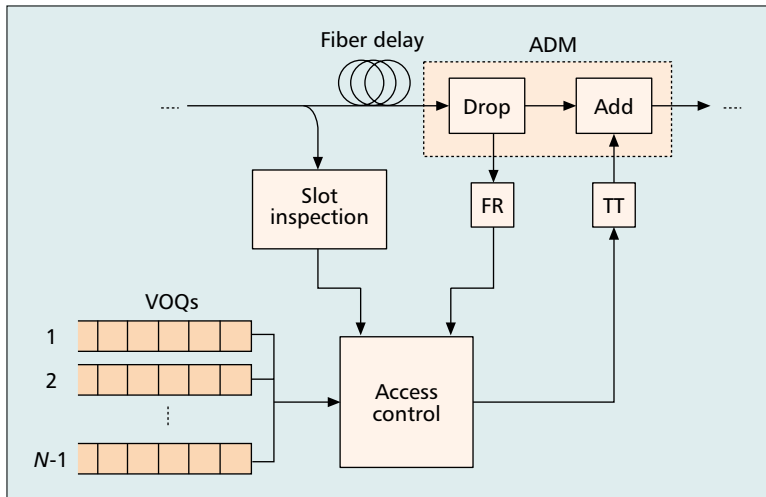 Fiber delay
ADM
....
Drop
Add
....
Slot
inspection
FR
TT
VOQs
1
2
....
N-1
Access
control